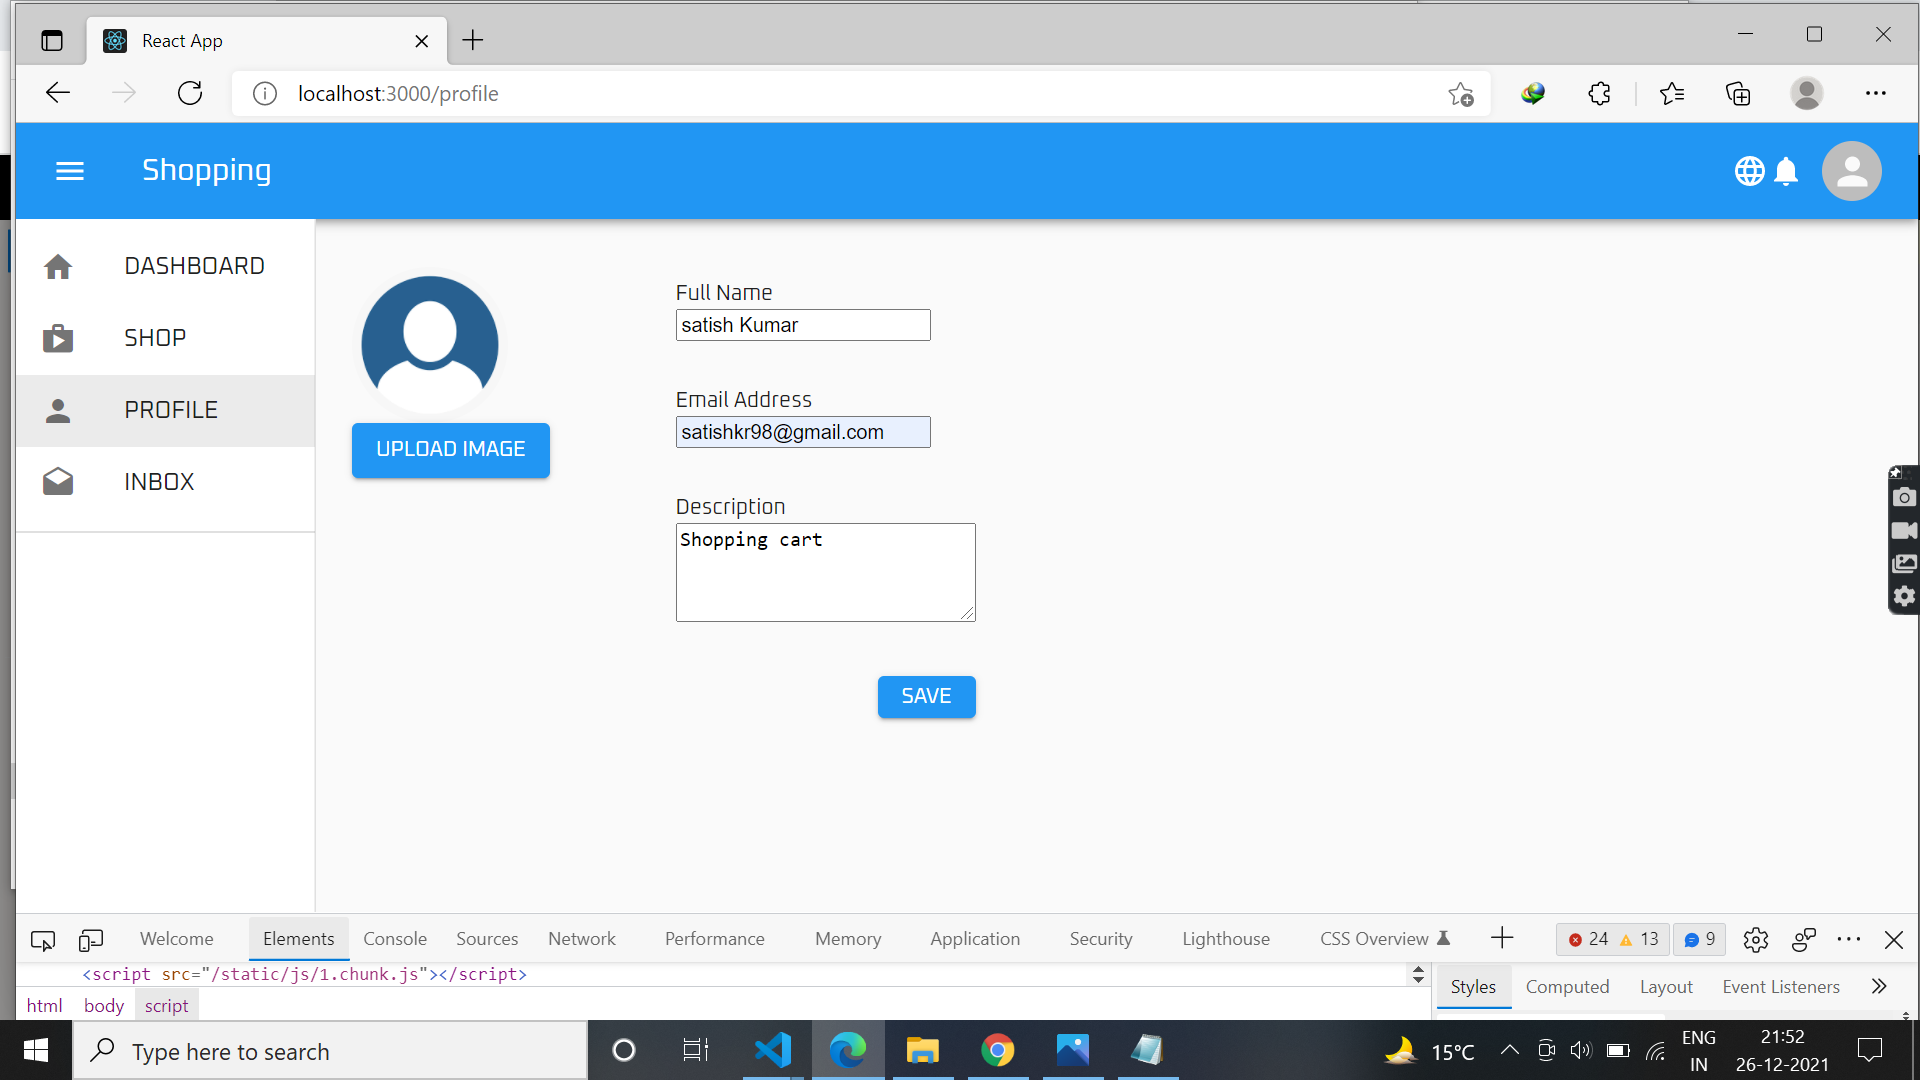 React App
localhost:3000/profile
Shopping
DASHBOARD
SHOP
PROFILE
INBOX
UPLOAD IMAGE
Full Name
satish Kumar
Email Address
satishkr98@gmail.com
Description
Shopping cart
SAVE
Welcome Elements Console Sources Network Performance Memory Application Security Lighthouse CSS Overview 24 13 9
<script src="/static/js/1.chunk.js"></script>
html body script
Styles Computed Layout Event Listeners
Type here to search
15°C
ENG
IN
21:52
26-12-2021